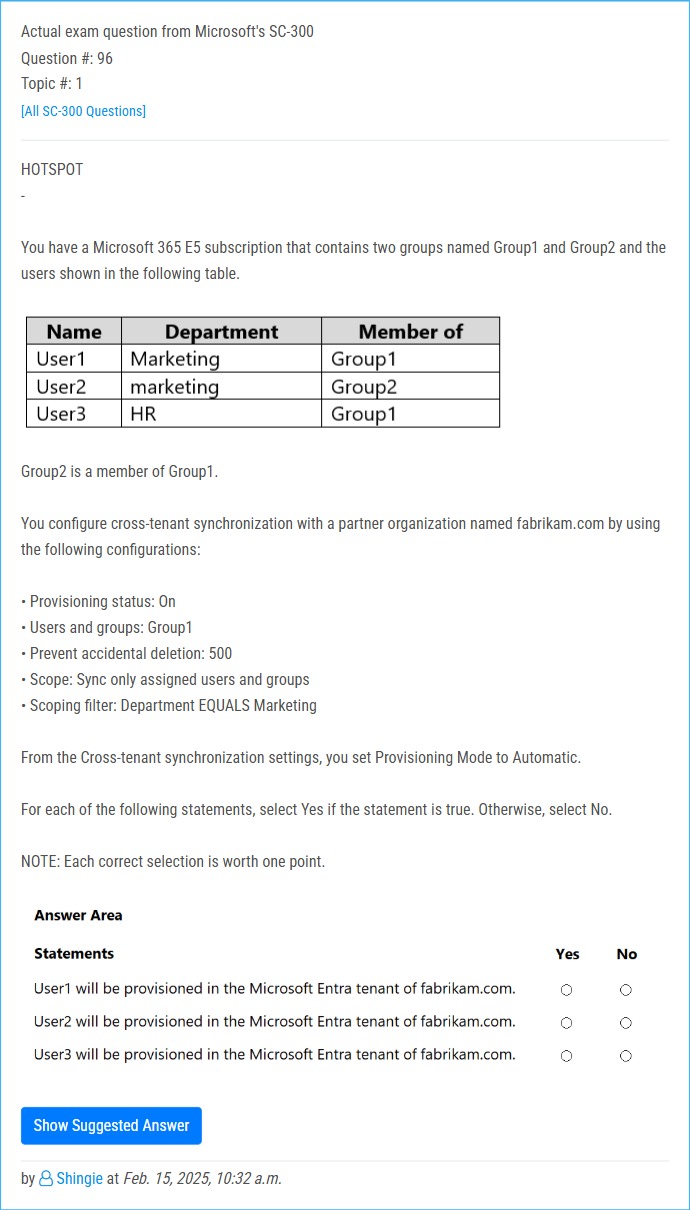 Actual exam question from Microsoft's SC-300
Question #: 96
Topic #: 1
[All SC-300 Questions]
HOTSPOT
-
You have a Microsoft 365 E5 subscription that contains two groups named Group1 and Group2 and the
users shown in the following table.
Name Department Member of
User1 Marketing Group1
User2 marketing Group2
User3 HR Group1
Group2 is a member of Group1.
You configure cross-tenant synchronization with a partner organization named fabrikam.com by using
the following configurations:
• Provisioning status: On
• Users and groups: Group1
• Prevent accidental deletion: 500
• Scope: Sync only assigned users and groups
• Scoping filter: Department EQUALS Marketing
From the Cross-tenant synchronization settings, you set Provisioning Mode to Automatic.
For each of the following statements, select Yes if the statement is true. Otherwise, select No.
NOTE: Each correct selection is worth one point.
Answer Area
Statements Yes No
User1 will be provisioned in the Microsoft Entra tenant of fabrikam.com.
User2 will be provisioned in the Microsoft Entra tenant of fabrikam.com.
User3 will be provisioned in the Microsoft Entra tenant of fabrikam.com.
Show Suggested Answer
by Shingie at Feb. 15, 2025, 10:32 a.m.